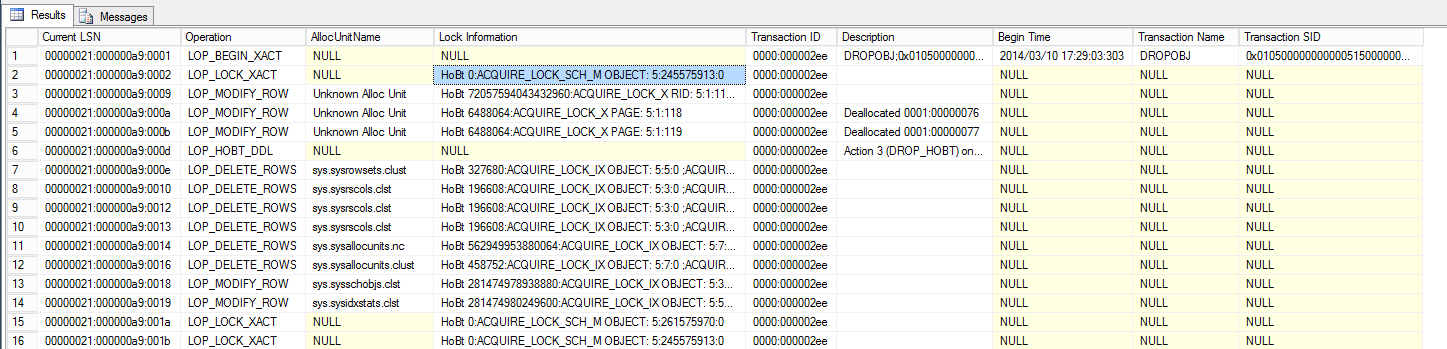 Results Messages
Current LSN Operation AllocUnitName Lock Information Transaction ID Description Begin Time Transaction Name Transaction SID
1 00000021:000000a9:0001 LOP_BEGIN_XACT NULL NULL 0000:000002ee DROPOBJ;0x01050000000... 2014/03/10 17:29:03:303 DROPOBJ 0x010500000000000515000000...
2 00000021:000000a9:0002 LOP_LOCK_XACT NULL HoBt 0:ACQUIRE_LOCK_SCH_M OBJECT: 5:245575913:0 0000:000002ee NULL NULL NULL
3 00000021:000000a9:0009 LOP_MODIFY_ROW Unknown Alloc Unit HoBt 72057594043432960:ACQUIRE_LOCK_X RID: 5:1:11... 0000:000002ee NULL NULL NULL
4 00000021:000000a9:000a LOP_MODIFY_ROW Unknown Alloc Unit HoBt 6488064:ACQUIRE_LOCK_X PAGE: 5:1:118 0000:000002ee Deallocated 0001:00000076 NULL NULL NULL
5 00000021:000000a9:000b LOP_MODIFY_ROW Unknown Alloc Unit HoBt 6488064:ACQUIRE_LOCK_X PAGE: 5:1:119 0000:000002ee Deallocated 0001:00000077 NULL NULL NULL
6 00000021:000000a9:000d LOP_HOBT_DDL NULL NULL 0000:000002ee Action 3 (DROP_HOBT) on... NULL NULL NULL
7 00000021:000000a9:000e LOP_DELETE_ROWS sys.sysrowsets.clust HoBt 327680:ACQUIRE_LOCK_IX OBJECT: 5:5:0 ;ACQUIR... 0000:000002ee NULL NULL NULL
8 00000021:000000a9:0010 LOP_DELETE_ROWS sys.sysrscols.clst HoBt 196608:ACQUIRE_LOCK_IX OBJECT: 5:3:0 ;ACQUIR... 0000:000002ee NULL NULL NULL
9 00000021:000000a9:0012 LOP_DELETE_ROWS sys.sysrscols.clst HoBt 196608:ACQUIRE_LOCK_IX OBJECT: 5:3:0 ;ACQUIR... 0000:000002ee NULL NULL NULL
10 00000021:000000a9:0013 LOP_DELETE_ROWS sys.sysrscols.clst HoBt 196608:ACQUIRE_LOCK_IX OBJECT: 5:3:0 ;ACQUIR... 0000:000002ee NULL NULL NULL
11 00000021:000000a9:0014 LOP_DELETE_ROWS sys.sysallocunits.nc HoBt 562949953880064:ACQUIRE_LOCK_IX OBJECT: 5:7:... 0000:000002ee NULL NULL NULL
12 00000021:000000a9:0016 LOP_DELETE_ROWS sys.sysallocunits.clust HoBt 458752:ACQUIRE_LOCK_IX OBJECT: 5:7:0 ;ACQUIR... 0000:000002ee NULL NULL NULL
13 00000021:000000a9:0018 LOP_MODIFY_ROW sys.sysschobjs.clst HoBt 281474978938880:ACQUIRE_LOCK_IX OBJECT: 5:3... 0000:000002ee NULL NULL NULL
14 00000021:000000a9:0019 LOP_MODIFY_ROW sys.sysidxstats.clst HoBt 281474980249600:ACQUIRE_LOCK_IX OBJECT: 5:5... 0000:000002ee NULL NULL NULL
15 00000021:000000a9:001a LOP_LOCK_XACT NULL HoBt 0:ACQUIRE_LOCK_SCH_M OBJECT: 5:261575970:0 0000:000002ee NULL NULL NULL
16 00000021:000000a9:001b LOP_LOCK_XACT NULL HoBt 0:ACQUIRE_LOCK_SCH_M OBJECT: 5:245575913:0 0000:000002ee NULL NULL NULL